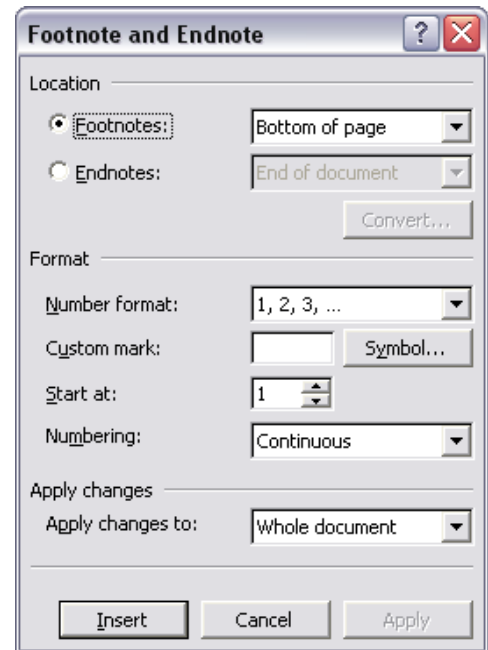 Footnote and Endnote ?
Location
Footnotes: Bottom of page
Endnotes: End of document
Convert...
Format
Number format: 1, 2, 3, ...
Custom mark: Symbol...
Start at: 1
Numbering: Continuous
Apply changes
Apply changes to: Whole document
Insert Cancel Apply